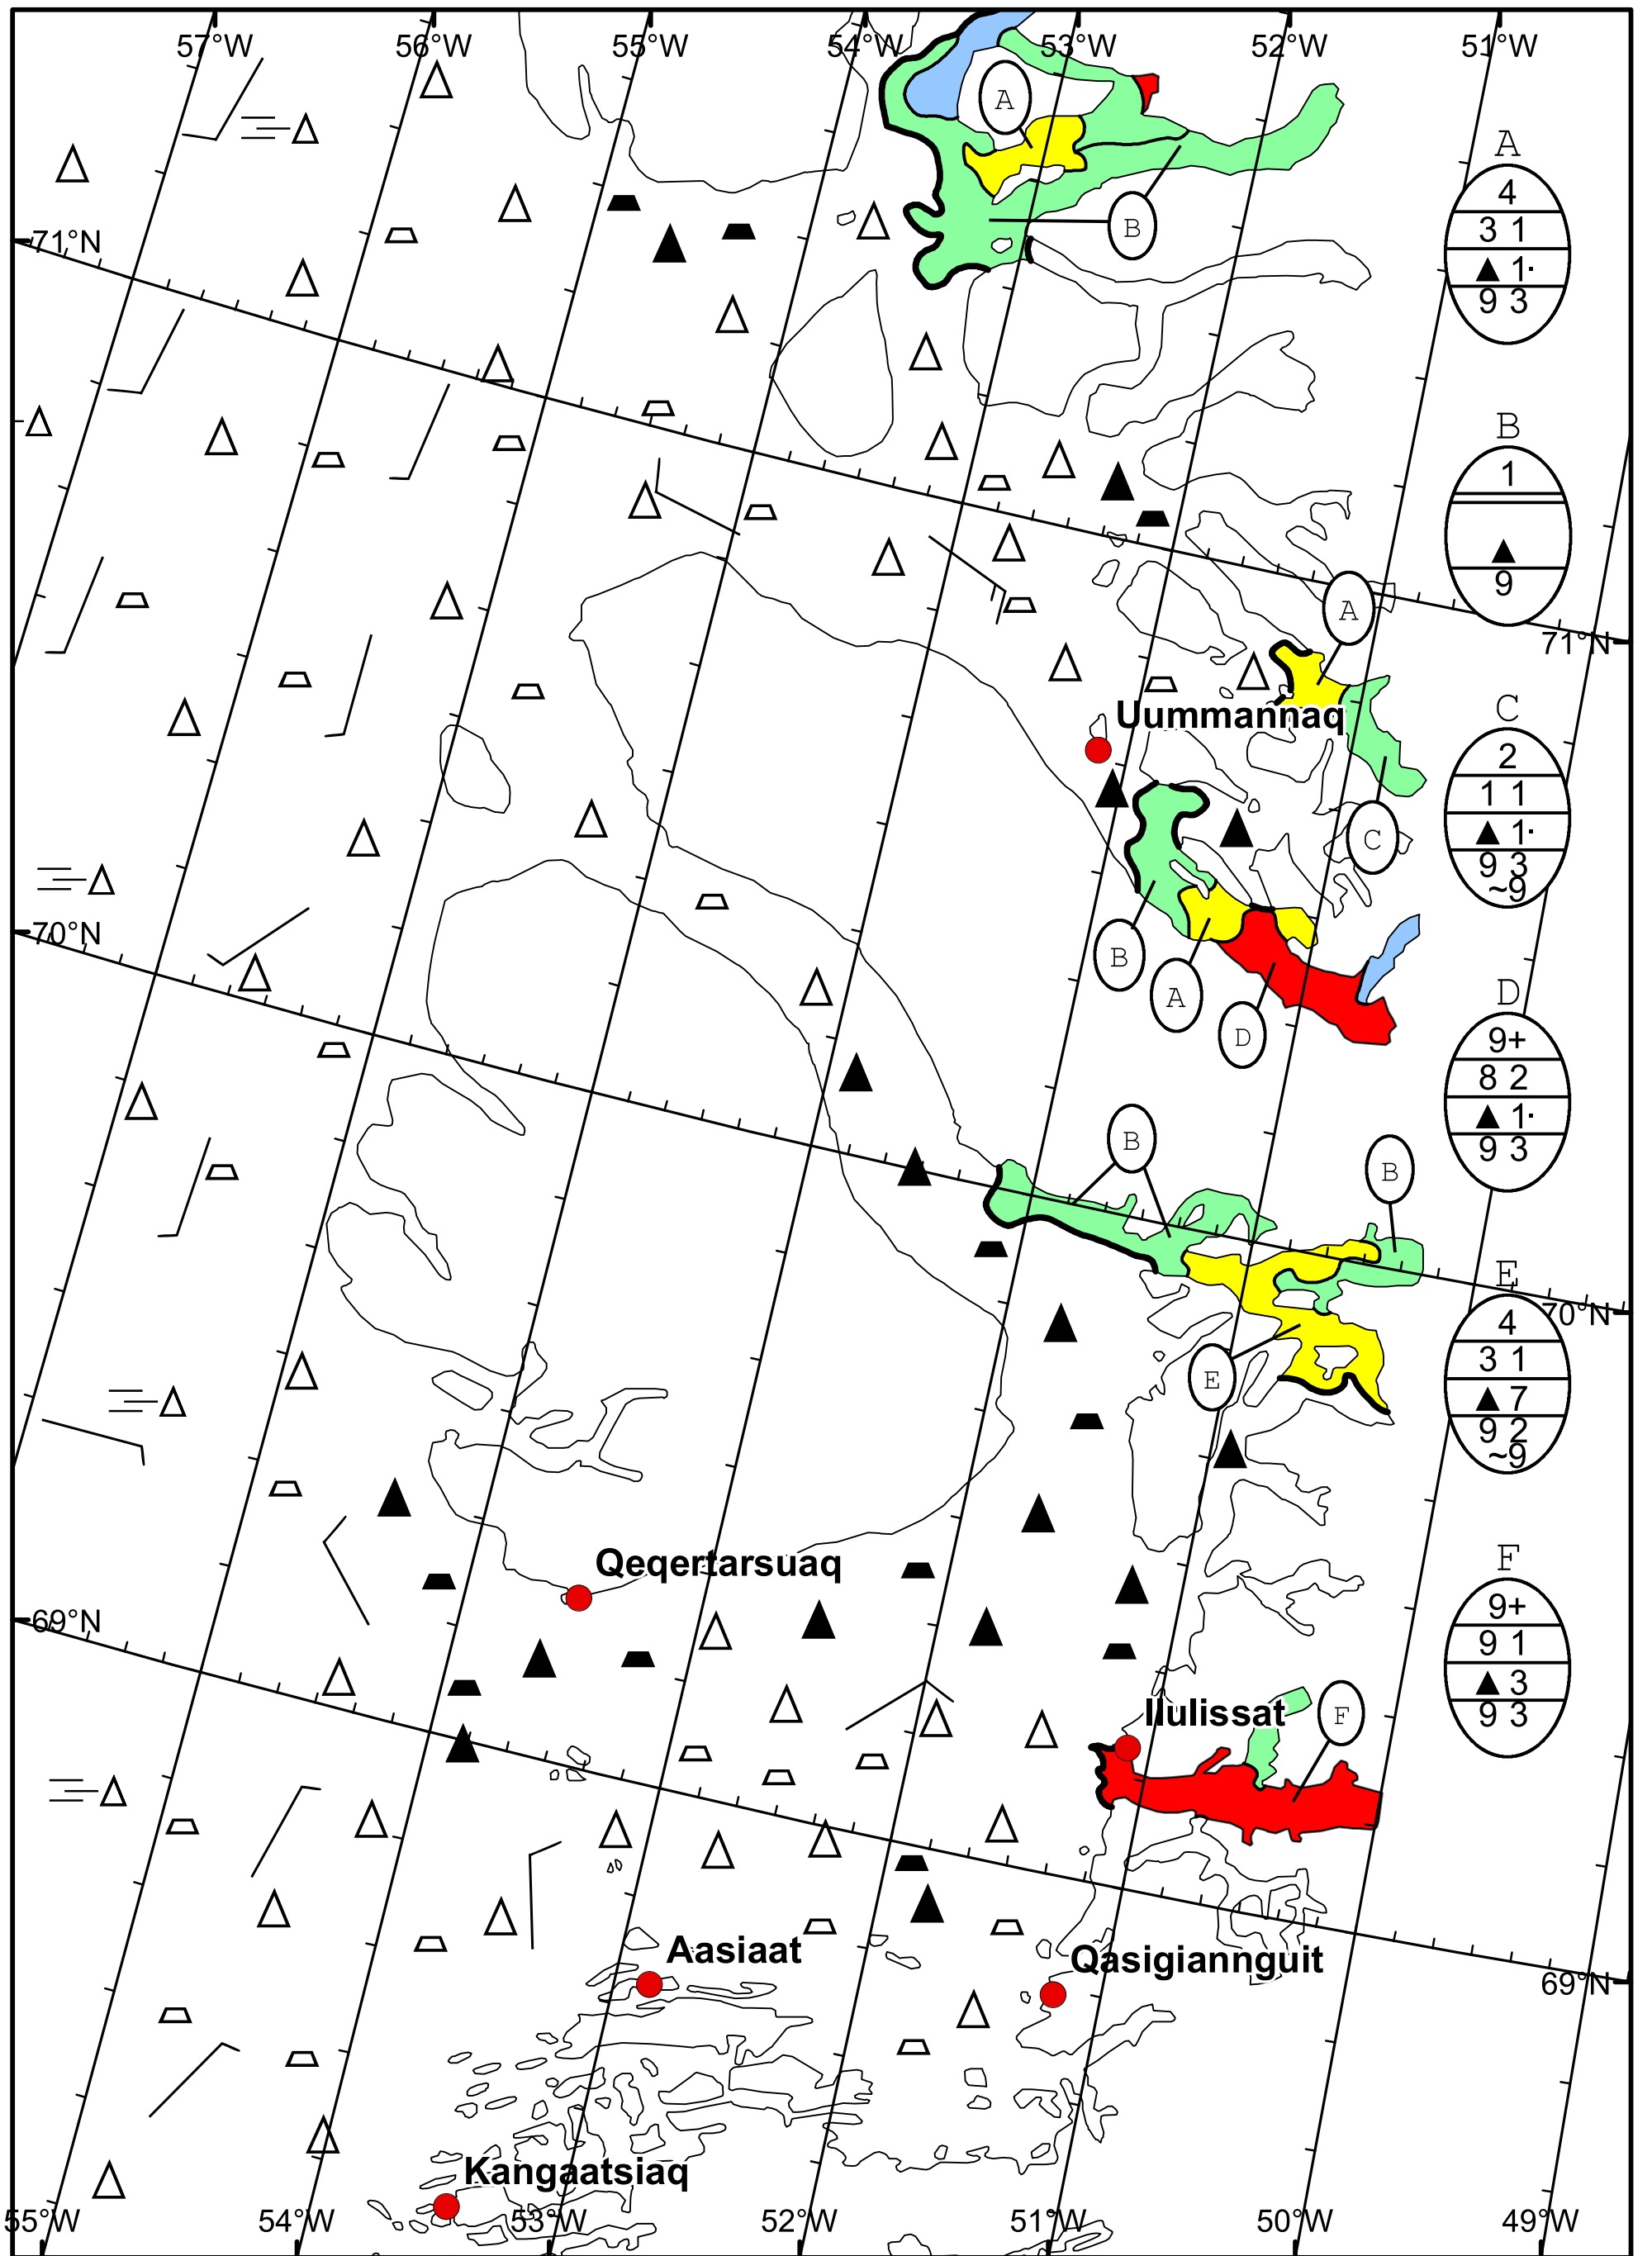 57°W 56°W 55°W 54°W 53°W 52°W 51°W
A
A
4
3 1
▲ 1·
9 3
B
71°N
B
1
▲
9
A
71°N
Uummannaq
C
2
1 1
▲ 1·
9 3
~9
C
70°N
B
A
D
D
9+
8 2
▲ 1·
9 3
B
B
E
70°N
4
3 1
▲ 7
9 2
~9
E
Qeqertarsuaq
69°N
F
9+
9 1
▲ 3
9 3
Ilulissat
F
Aasiaat
Qasigiannguit
69°N
Kangaatsiaq
55°W 54°W 53°W 52°W 51°W 50°W 49°W